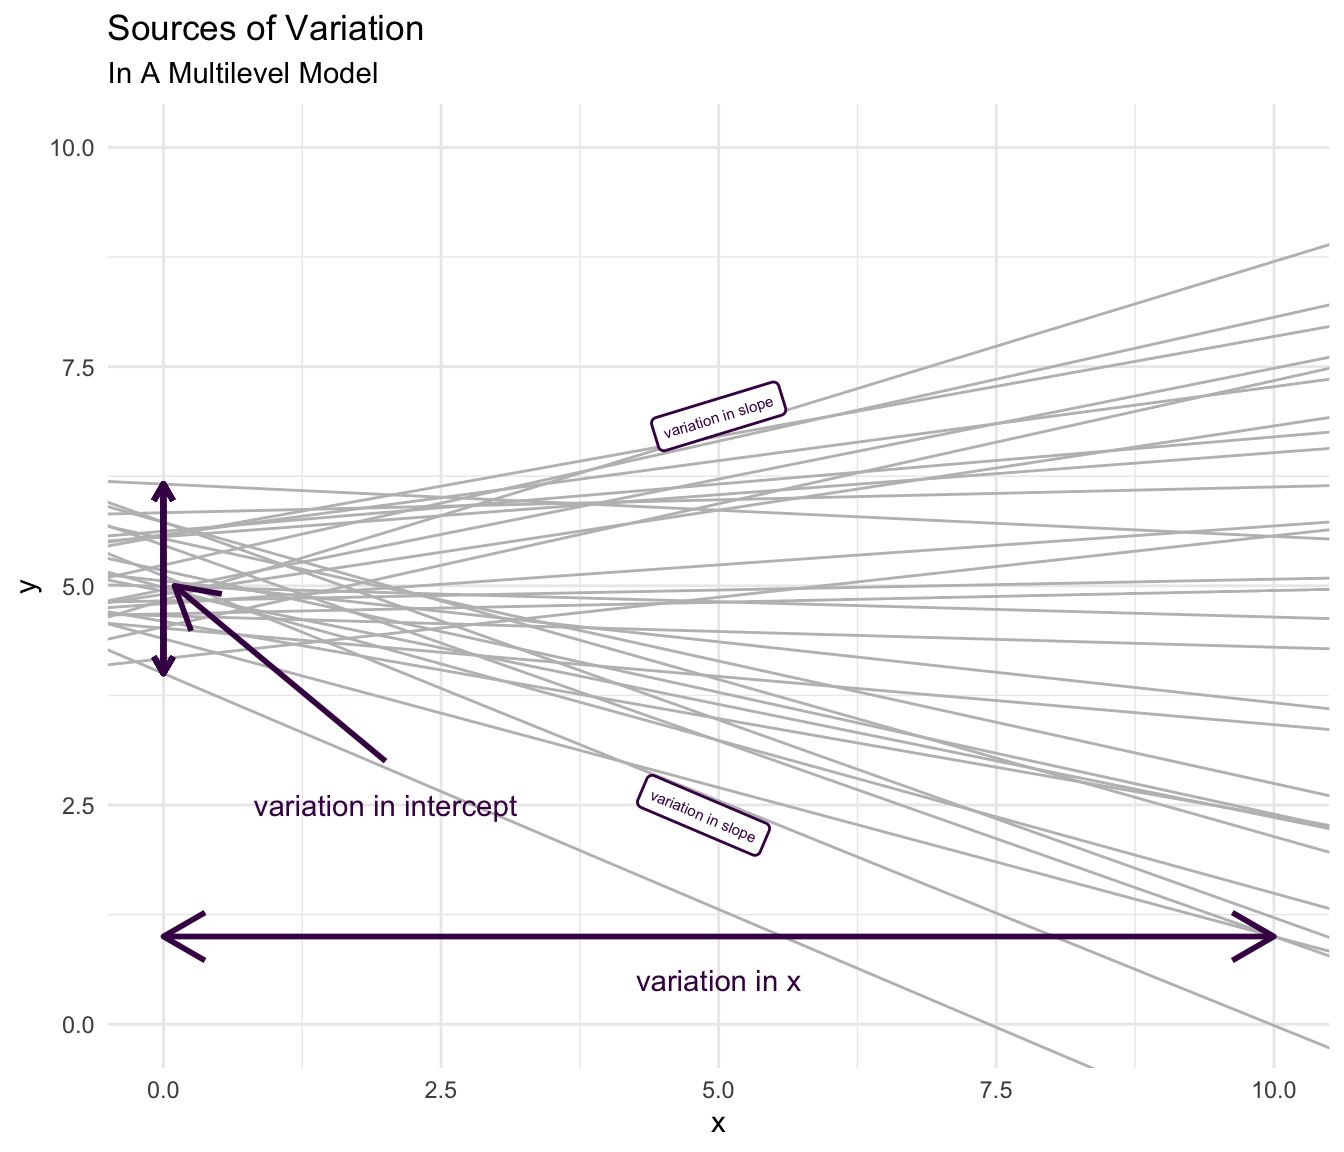 Sources of Variation
In A Multilevel Model
10.0
7.5
5.0
2.5
0.0
y
variation in slope
variation in intercept
variation in slope
variation in x
0.0 2.5 5.0 7.5 10.0
x